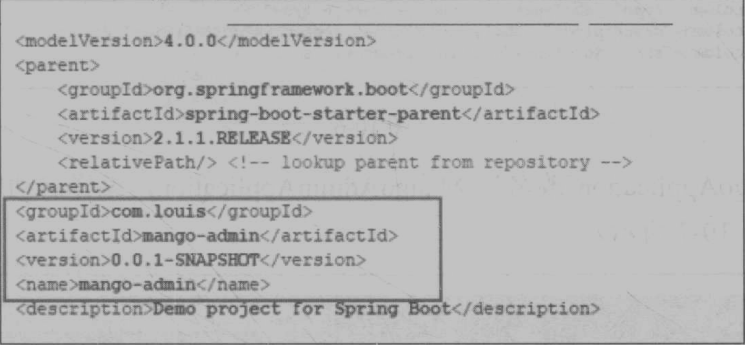 <modelVersion>4.0.0</modelVersion>
<parent>
<groupId>org.springframework.boot</groupId>
<artifactId>spring-boot-starter-parent</artifactId>
<version>2.1.1.RELEASE</version>
<relativePath/> <!-- lookup parent from repository -->
</parent>
<groupId>com.louis</groupId>
<artifactId>mango-admin</artifactId>
<version>0.0.1-SNAPSHOT</version>
<name>mango-admin</name>
<description>Demo project for Spring Boot</description>